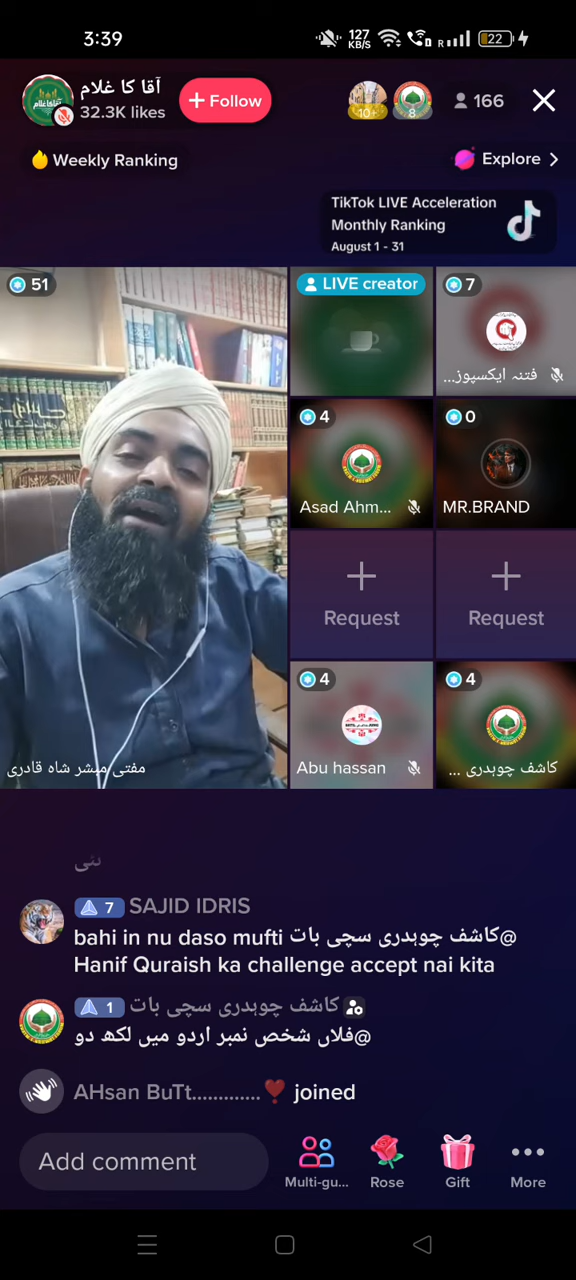 3:39
127
KB/S
R
22
آقا کا غلام
32.3K likes
+ Follow
10+
8
166
Weekly Ranking
Explore >
TikTok LIVE Acceleration
Monthly Ranking
August 1 - 31
51
LIVE creator
7
فتنہ ایکسپوز...
4
Asad Ahm...
0
MR.BRAND
Request
Request
4
Abu hassan
4
کاشف چوہدری ...
مفتی مبشر شاہ قادری
نئی
7 SAJID IDRIS
@کاشف چوہدری سچی بات bahi in nu daso mufti
Hanif Quraish ka challenge accept nai kita
1 کاشف چوہدری سچی بات
@فلاں شخص نمبر اردو میں لکھ دو
AHsan BuTt.............❤️ joined
Add comment
Multi-gu...
Rose
Gift
More